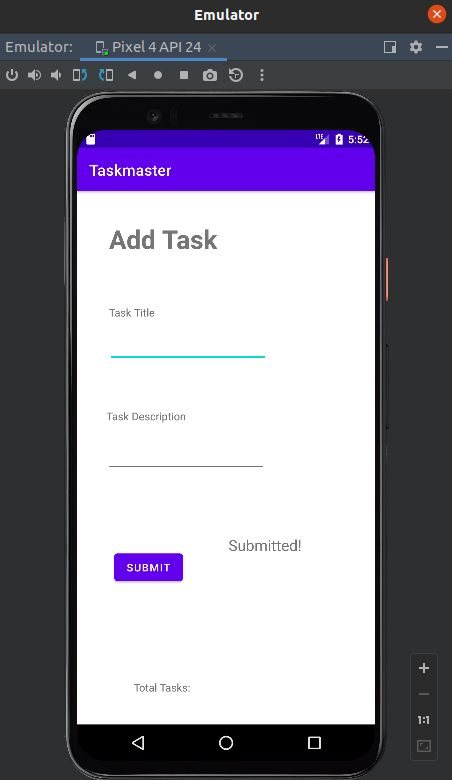 Emulator
Emulator: Pixel 4 API 24
LTE 5:52
Taskmaster
Add Task
Task Title
Task Description
Submitted!
SUBMIT
Total Tasks:
1:1